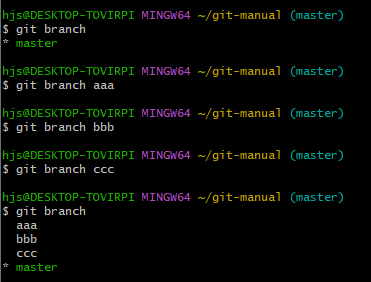 hjs@DESKTOP-TOVIRPI MINGW64 ~/git-manual (master)
$ git branch
* master
hjs@DESKTOP-TOVIRPI MINGW64 ~/git-manual (master)
$ git branch aaa
hjs@DESKTOP-TOVIRPI MINGW64 ~/git-manual (master)
$ git branch bbb
hjs@DESKTOP-TOVIRPI MINGW64 ~/git-manual (master)
$ git branch ccc
hjs@DESKTOP-TOVIRPI MINGW64 ~/git-manual (master)
$ git branch
  aaa
  bbb
  ccc
* master